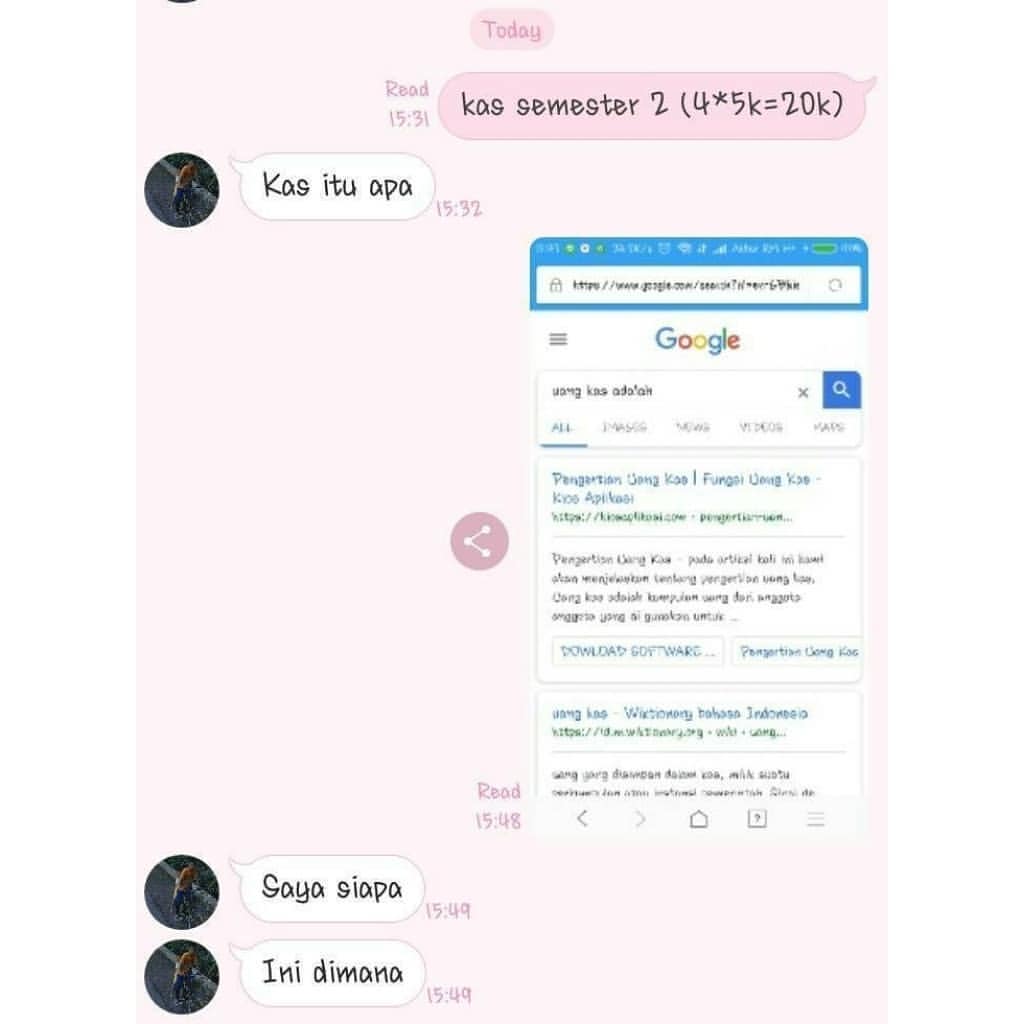 Today
Read
15:31
kas semester 2 (4*5k=20k)
Kas itu apa
15:32
https://www.google.com/search?
Google
uang kas adalah
ALL IMAGES NEWS VIDEOS MAPS
Pengertian Uang Kas | Fungsi Uang Kas -
Kios Aplikasi
https://kiosaplikasi.com › pengertian-uan...
Pengertian Uang Kas - pada artikel kali ini kami
akan menjelaskan tentang pengertian uang kas,
Uang kas adalah kumpulan uang dari anggota
anggota yang di gunakan untuk ...
DOWLOAD SOFTWARE ...
Pengertian Uang Kas
uang kas - Wiktionary bahasa Indonesia
https://id.m.wiktionary.org › wiki › uang...
uang yang disimpan dalam kas, milik suatu
Read
15:48
Saya siapa
15:49
Ini dimana
15:49